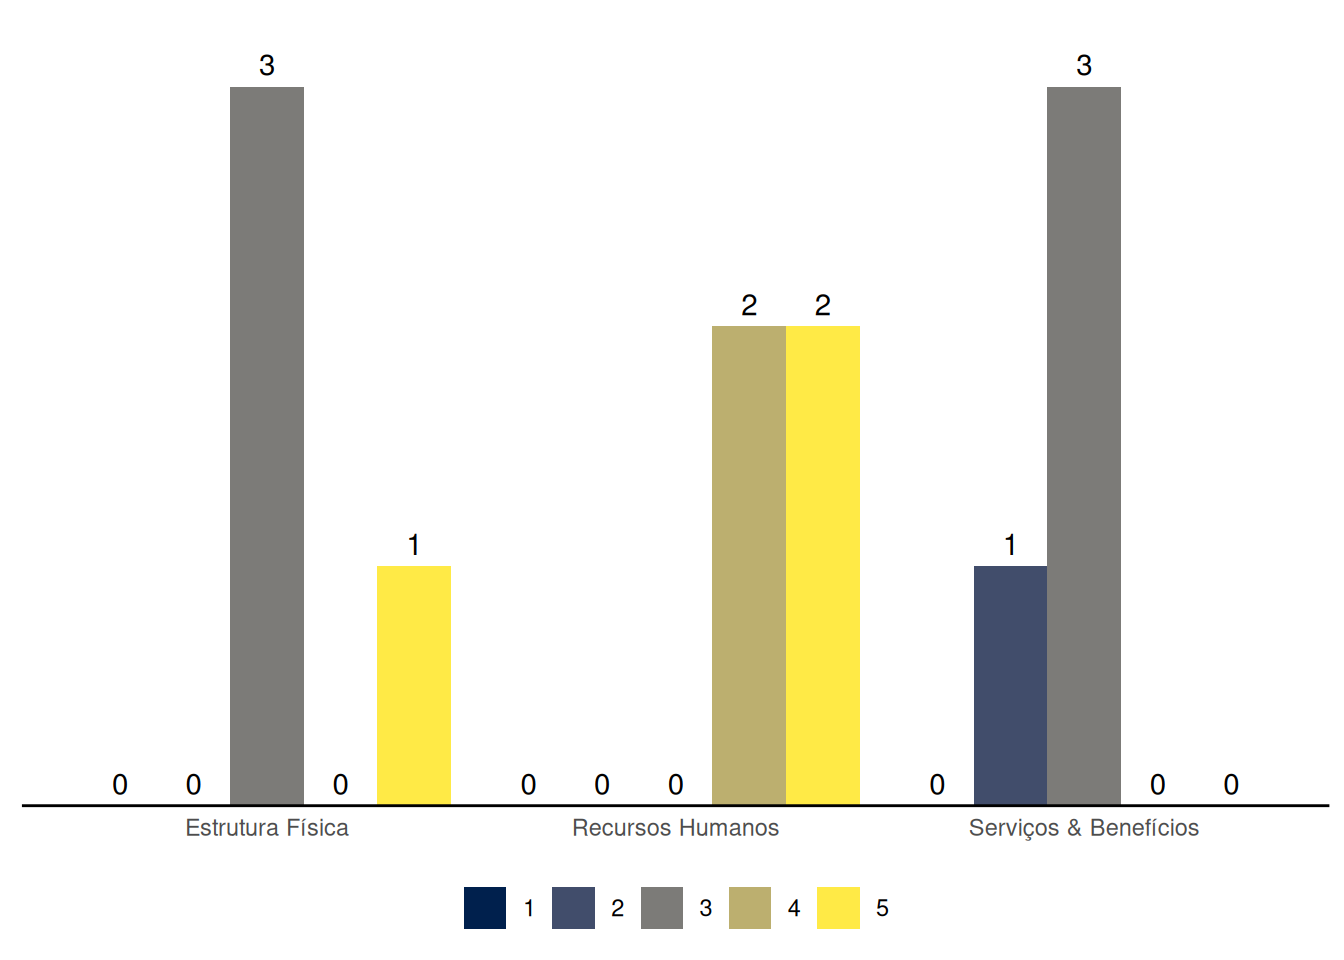 3 3
2 2
1 1
0 0 0 0 0 0 0 0 0
Estrutura Física Recursos Humanos Serviços & Benefícios
1 2 3 4 5